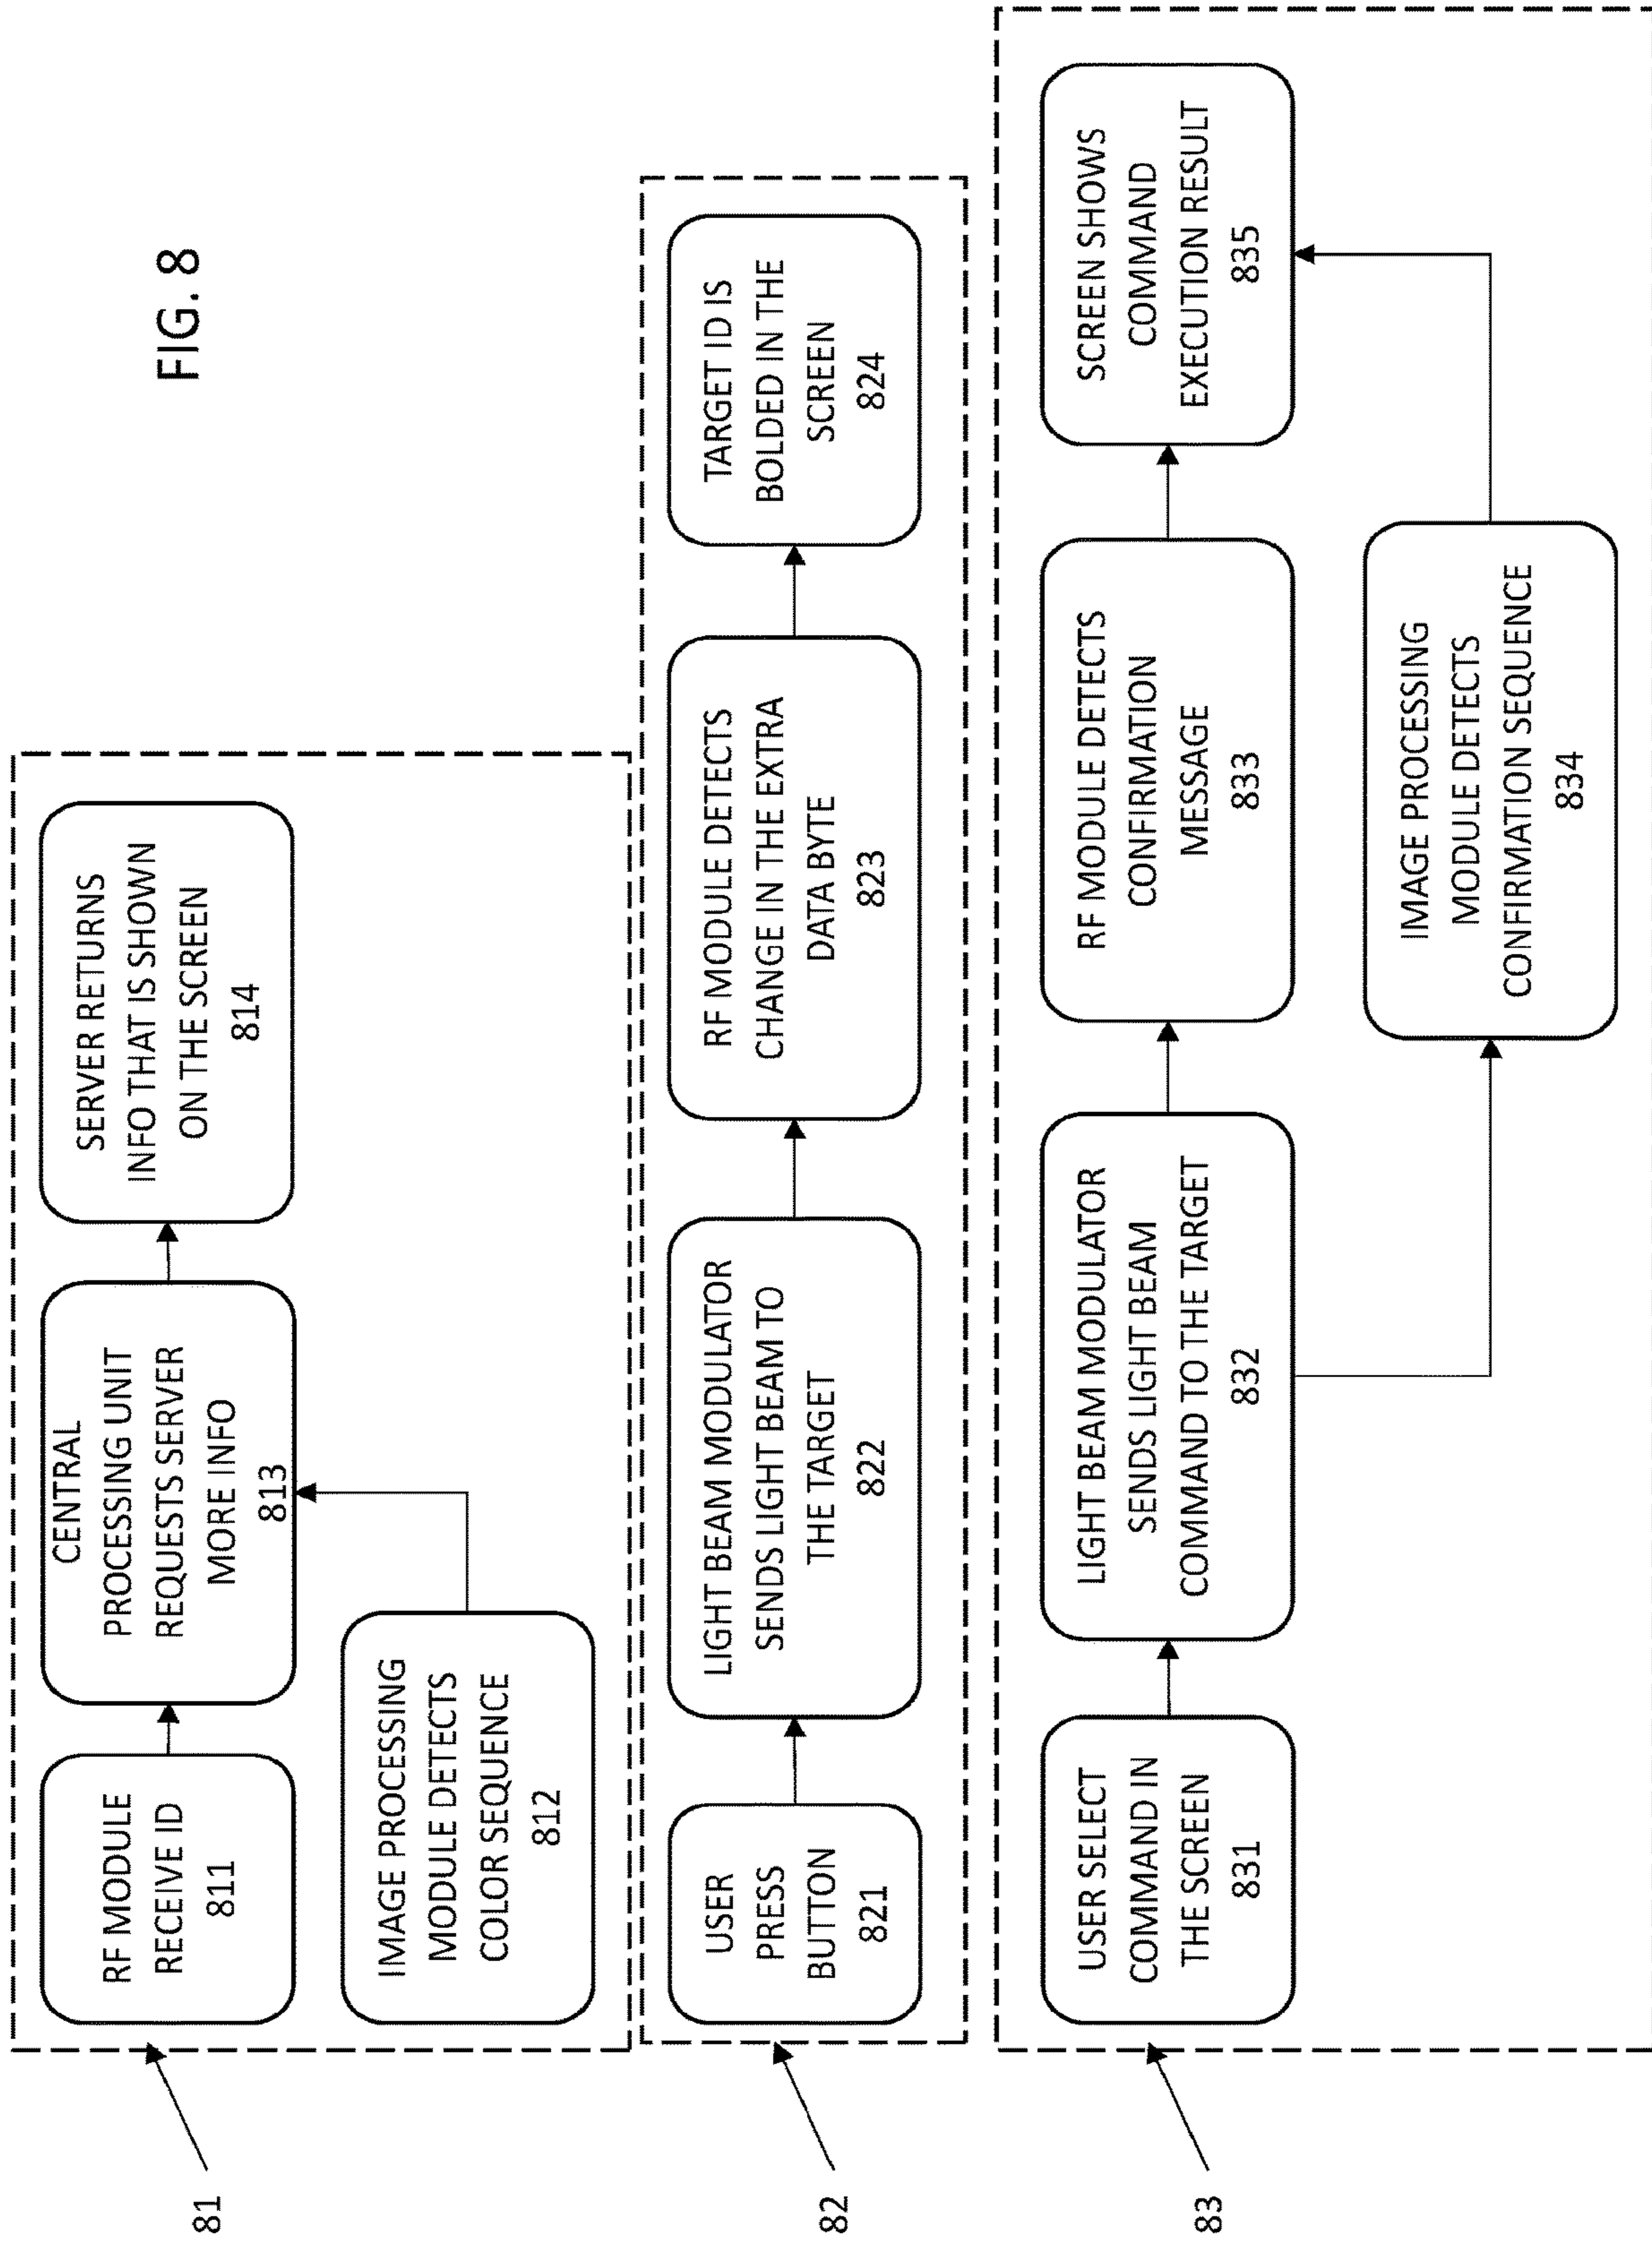 FIG. 8
81
RF MODULE
RECEIVE ID
811
IMAGE PROCESSING
MODULE DETECTS
COLOR SEQUENCE
812
CENTRAL
PROCESSING UNIT
REQUESTS SERVER
MORE INFO
813
SERVER RETURNS
INFO THAT IS SHOWN
ON THE SCREEN
814
82
USER
PRESS
BUTTON
821
LIGHT BEAM MODULATOR
SENDS LIGHT BEAM TO
THE TARGET
822
RF MODULE DETECTS
CHANGE IN THE EXTRA
DATA BYTE
823
TARGET ID IS
BOLDED IN THE
SCREEN
824
83
USER SELECT
COMMAND IN
THE SCREEN
831
LIGHT BEAM MODULATOR
SENDS LIGHT BEAM
COMMAND TO THE TARGET
832
RF MODULE DETECTS
CONFIRMATION
MESSAGE
833
IMAGE PROCESSING
MODULE DETECTS
CONFIRMATION SEQUENCE
834
SCREEN SHOWS
COMMAND
EXECUTION RESULT
835